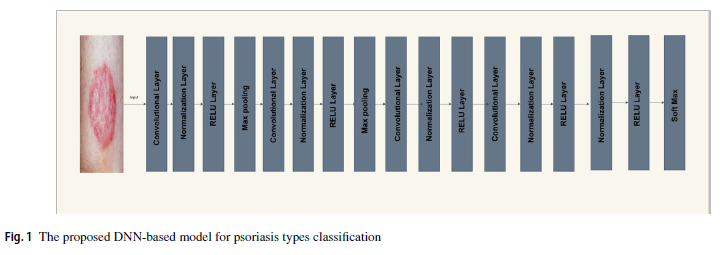 Input
Convolutional Layer
Normalization Layer
RELU Layer
Max pooling
Convolutional Layer
Normalization Layer
RELU Layer
Max pooling
Convolutional Layer
Normalization Layer
RELU Layer
Convolutional Layer
Normalization Layer
RELU Layer
Normalization Layer
RELU Layer
Soft Max
Fig. 1 The proposed DNN-based model for psoriasis types classification